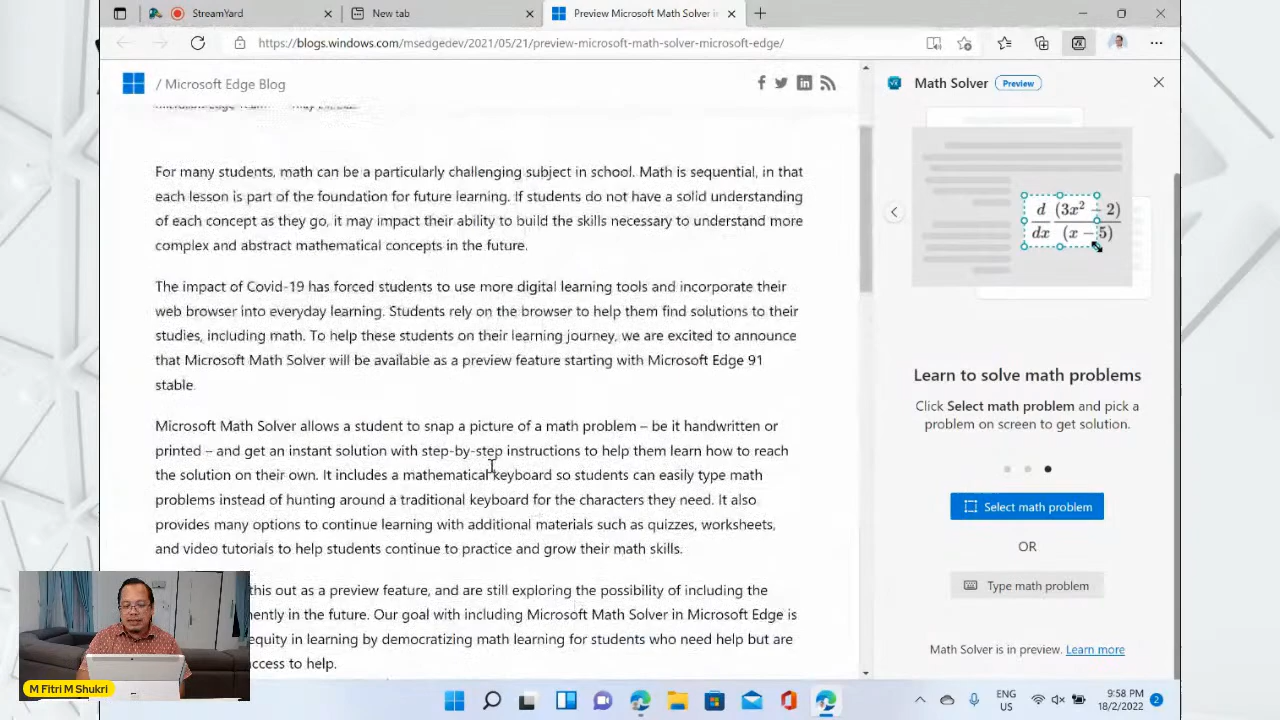 StreamYard
New tab
Preview Microsoft Math Solver in
https://blogs.windows.com/msedgedev/2021/05/21/preview-microsoft-math-solver-microsoft-edge/
/ Microsoft Edge Blog
For many students, math can be a particularly challenging subject in school. Math is sequential, in that
each lesson is part of the foundation for future learning. If students do not have a solid understanding
of each concept as they go, it may impact their ability to build the skills necessary to understand more
complex and abstract mathematical concepts in the future.
The impact of Covid-19 has forced students to use more digital learning tools and incorporate their
web browser into everyday learning. Students rely on the browser to help them find solutions to their
studies, including math. To help these students on their learning journey, we are excited to announce
that Microsoft Math Solver will be available as a preview feature starting with Microsoft Edge 91
stable.
Microsoft Math Solver allows a student to snap a picture of a math problem – be it handwritten or
printed – and get an instant solution with step-by-step instructions to help them learn how to reach
the solution on their own. It includes a mathematical keyboard so students can easily type math
problems instead of hunting around a traditional keyboard for the characters they need. It also
provides many options to continue learning with additional materials such as quizzes, worksheets,
and video tutorials to help students continue to practice and grow their math skills.
this out as a preview feature, and are still exploring the possibility of including the
nently in the future. Our goal with including Microsoft Math Solver in Microsoft Edge is
equity in learning by democratizing math learning for students who need help but are
ccess to help.
Math Solver Preview
d (3x² – 2)
dx (x – 5)
Learn to solve math problems
Click Select math problem and pick a
problem on screen to get solution.
Select math problem
OR
Type math problem
Math Solver is in preview. Learn more
M Fitri M Shukri
ENG
US
9:58 PM
18/2/2022
2